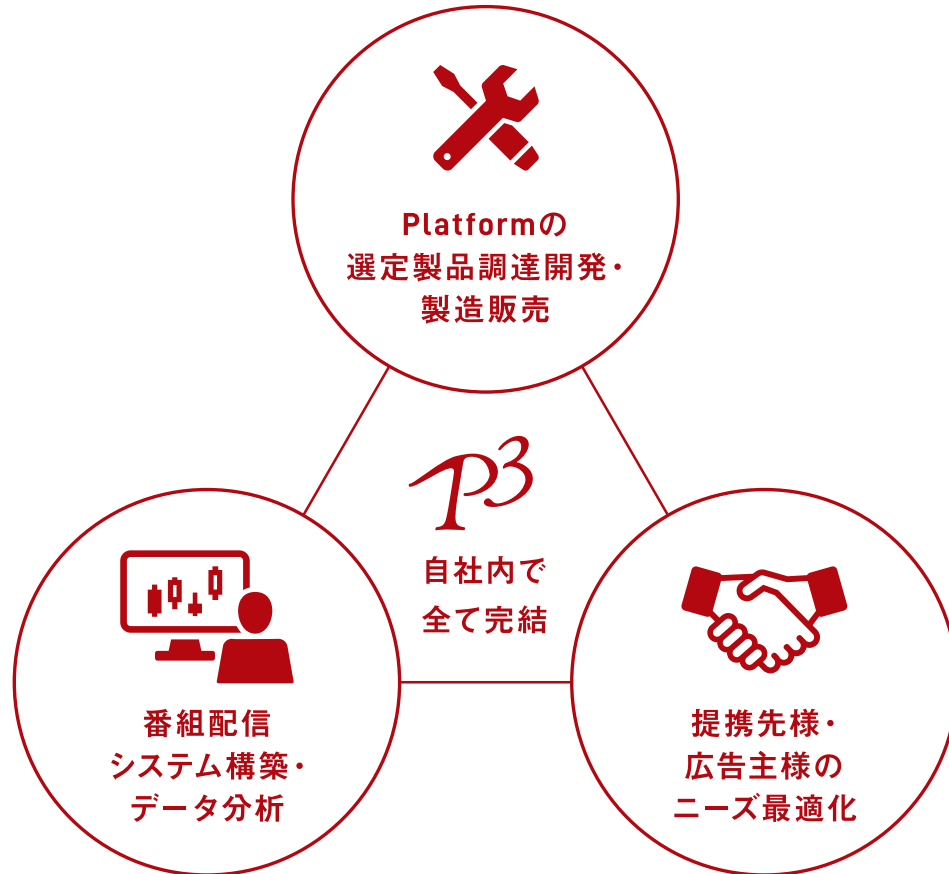 Platformの
選定製品調達開発・
製造販売
P3
自社内で
全て完結
番組配信
システム構築・
データ分析
提携先様・
広告主様の
ニーズ最適化